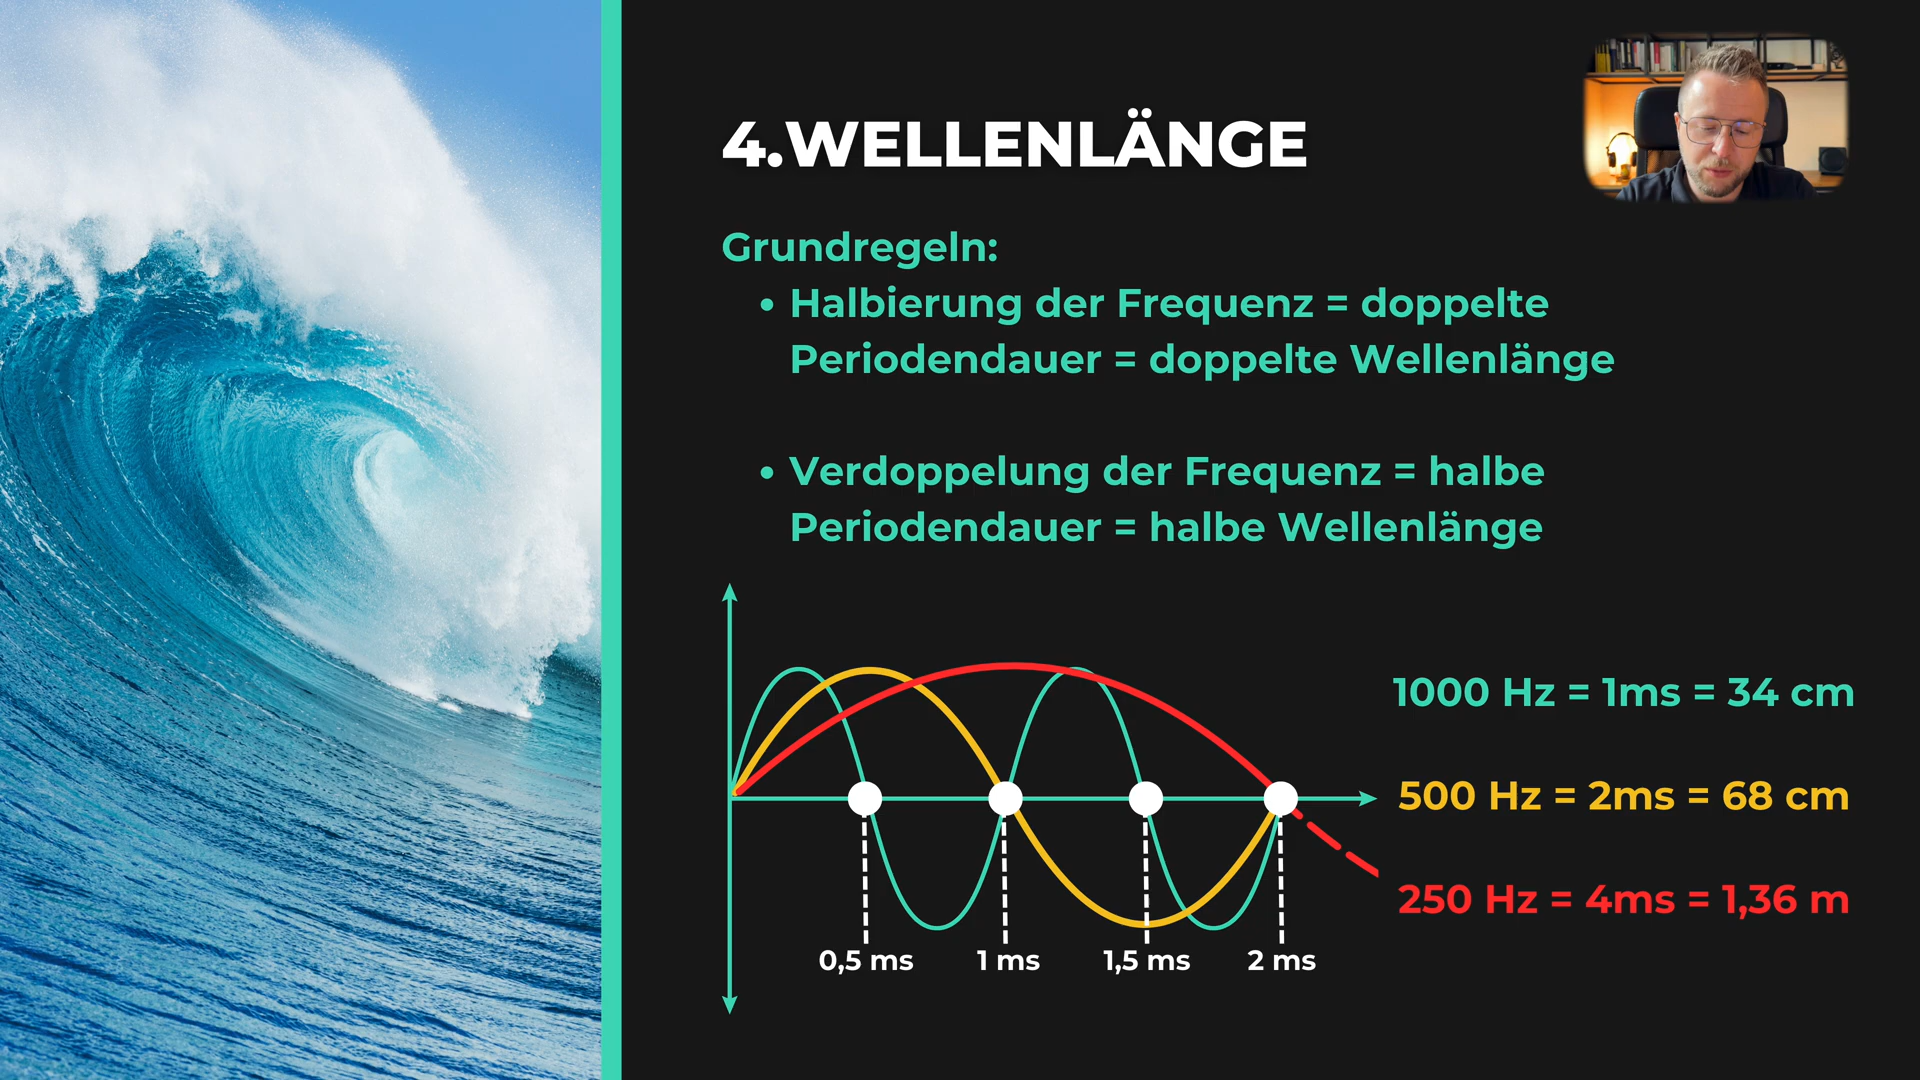 4.WELLENLÄNGE
Grundregeln:
• Halbierung der Frequenz = doppelte
Periodendauer = doppelte Wellenlänge
• Verdoppelung der Frequenz = halbe
Periodendauer = halbe Wellenlänge
1000 Hz = 1ms = 34 cm
500 Hz = 2ms = 68 cm
250 Hz = 4ms = 1,36 m
0,5 ms
1 ms
1,5 ms
2 ms